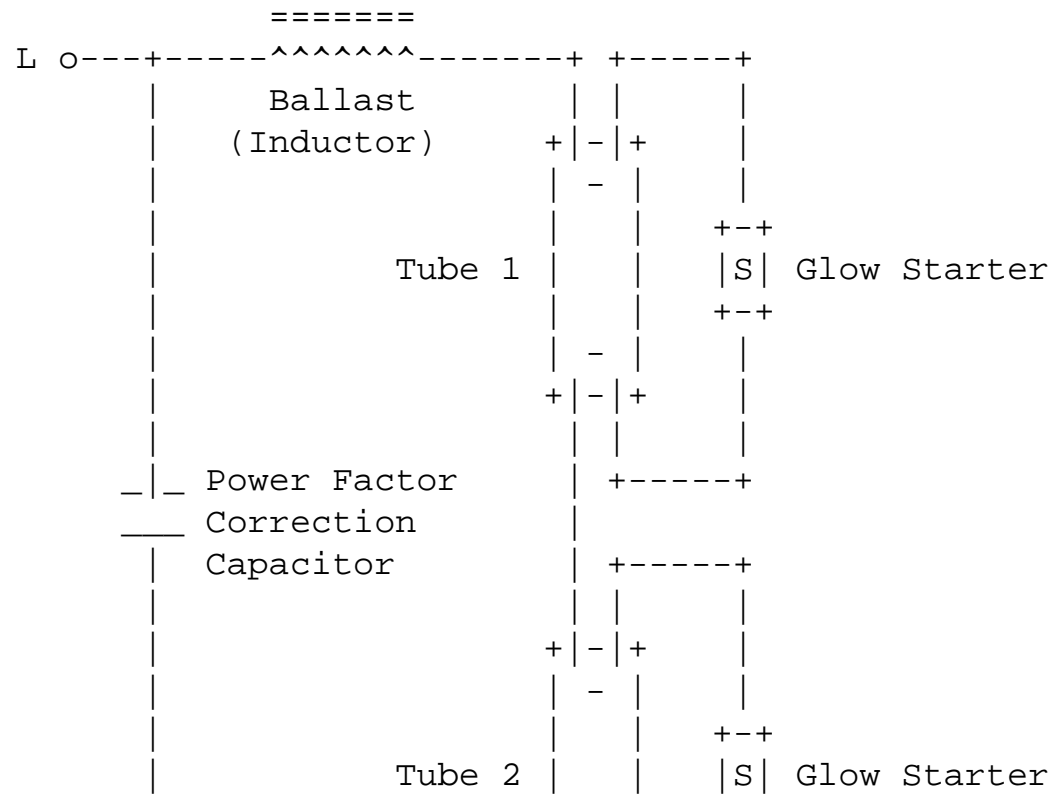 L
Ballast
(Inductor)
Tube 1 S Glow Starter
Power Factor
Correction
Capacitor
Tube 2 S Glow Starter